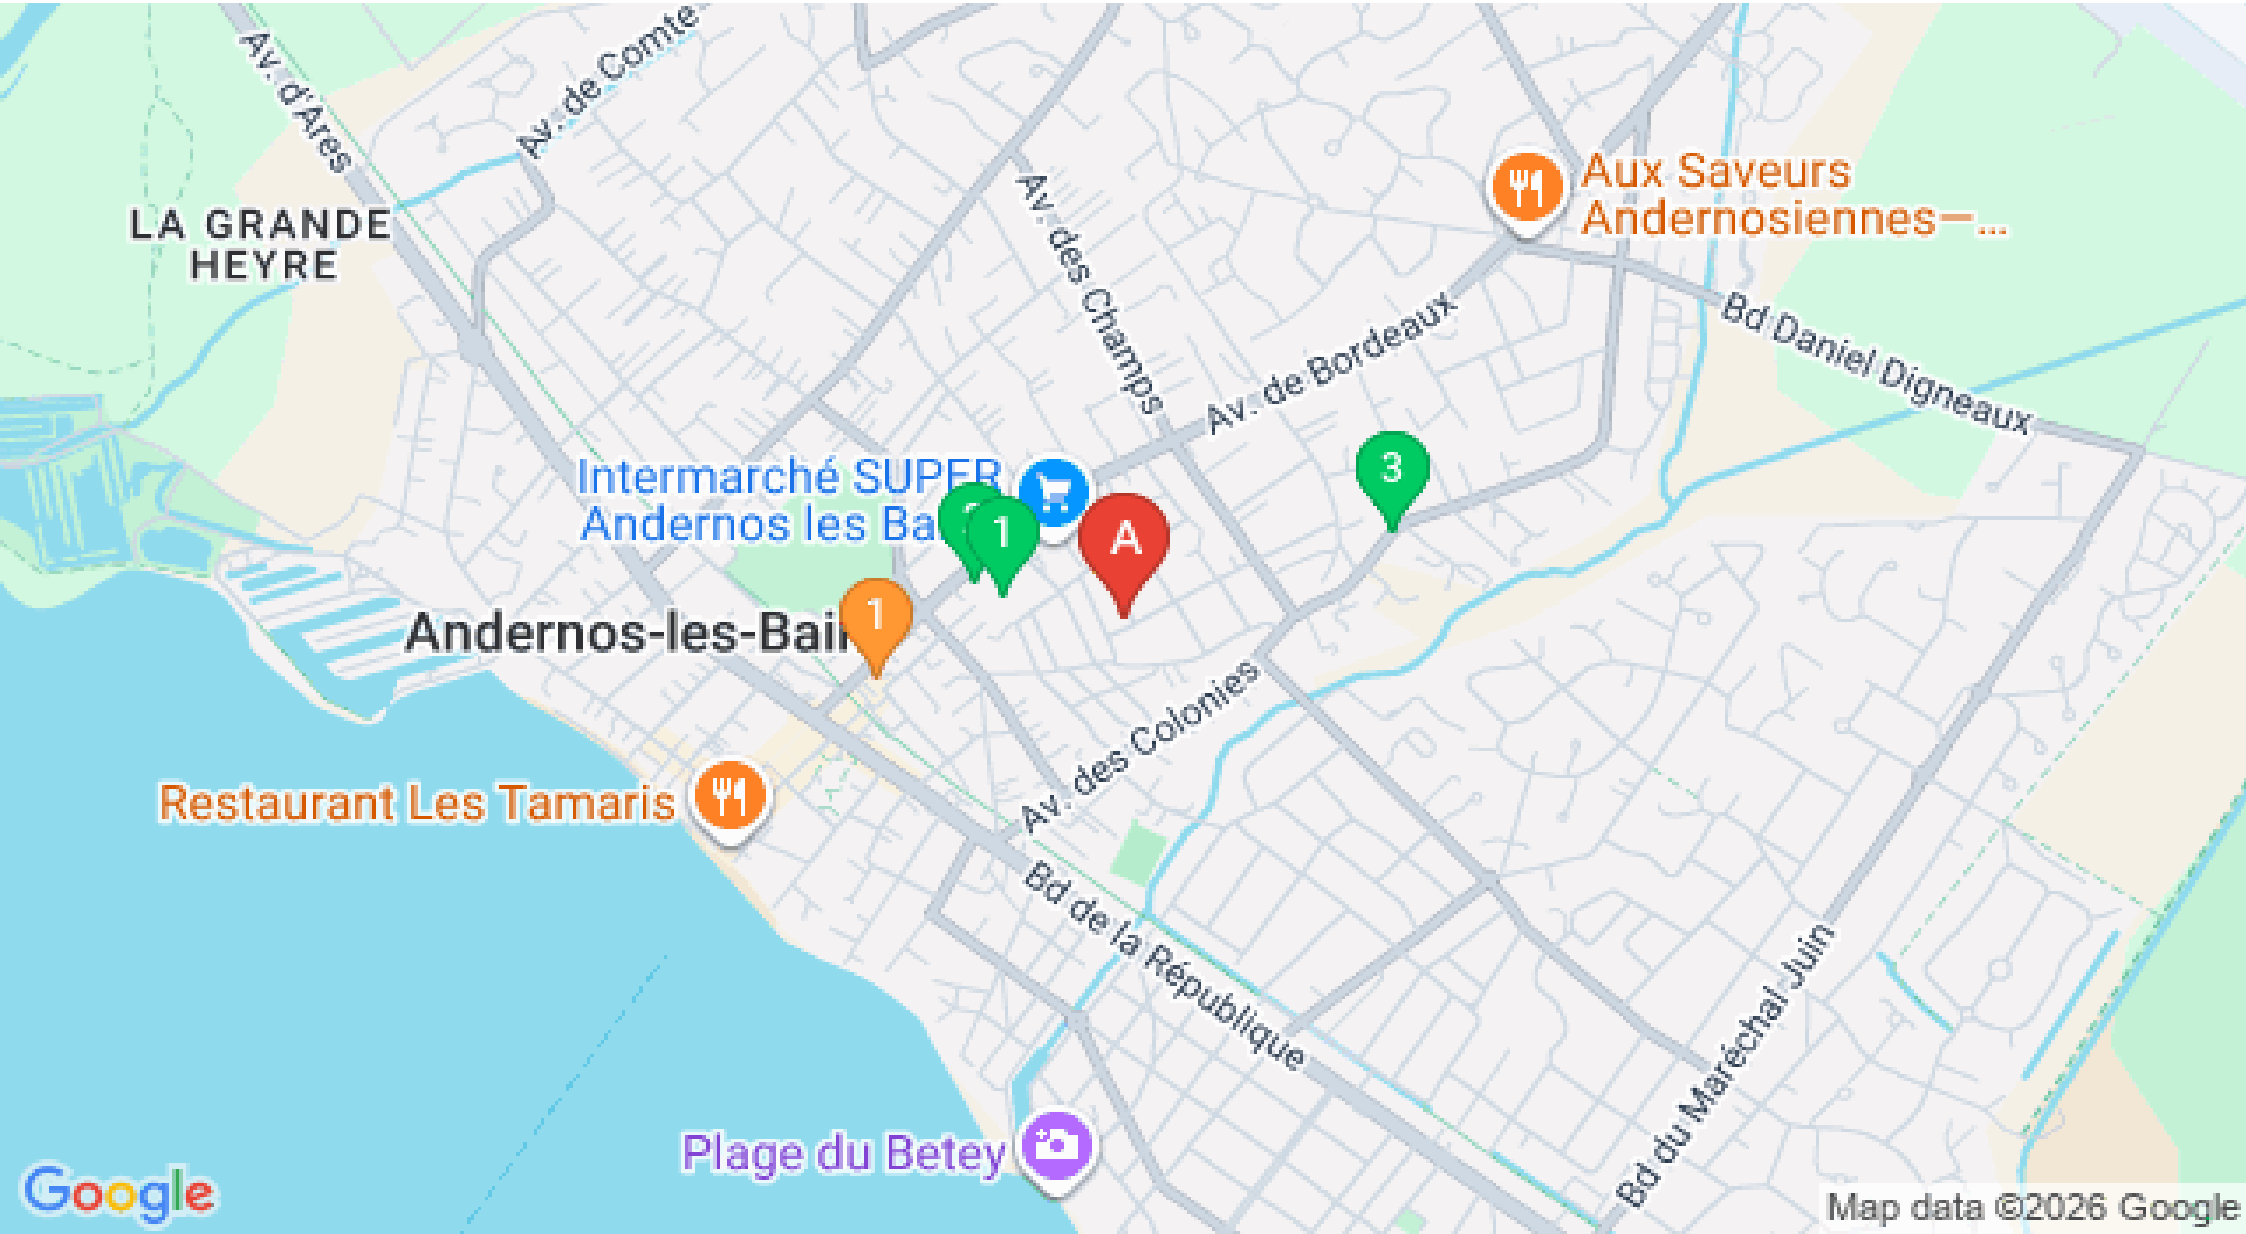 Av. de Comte
Av. d'Ares
Aux Saveurs
Andernosiennes—...
LA GRANDE
HEYRE
Av. des Champs
Av. de Bordeaux
Bd Daniel Digneaux
Intermarché SUPER
Andernos les Ba
3
1
A
1
Andernos-les-Bai
Av. des Colonies
Restaurant Les Tamaris
Bd de la République
Bd du Maréchal Juin
Plage du Betey
Google
Map data ©2026 Google